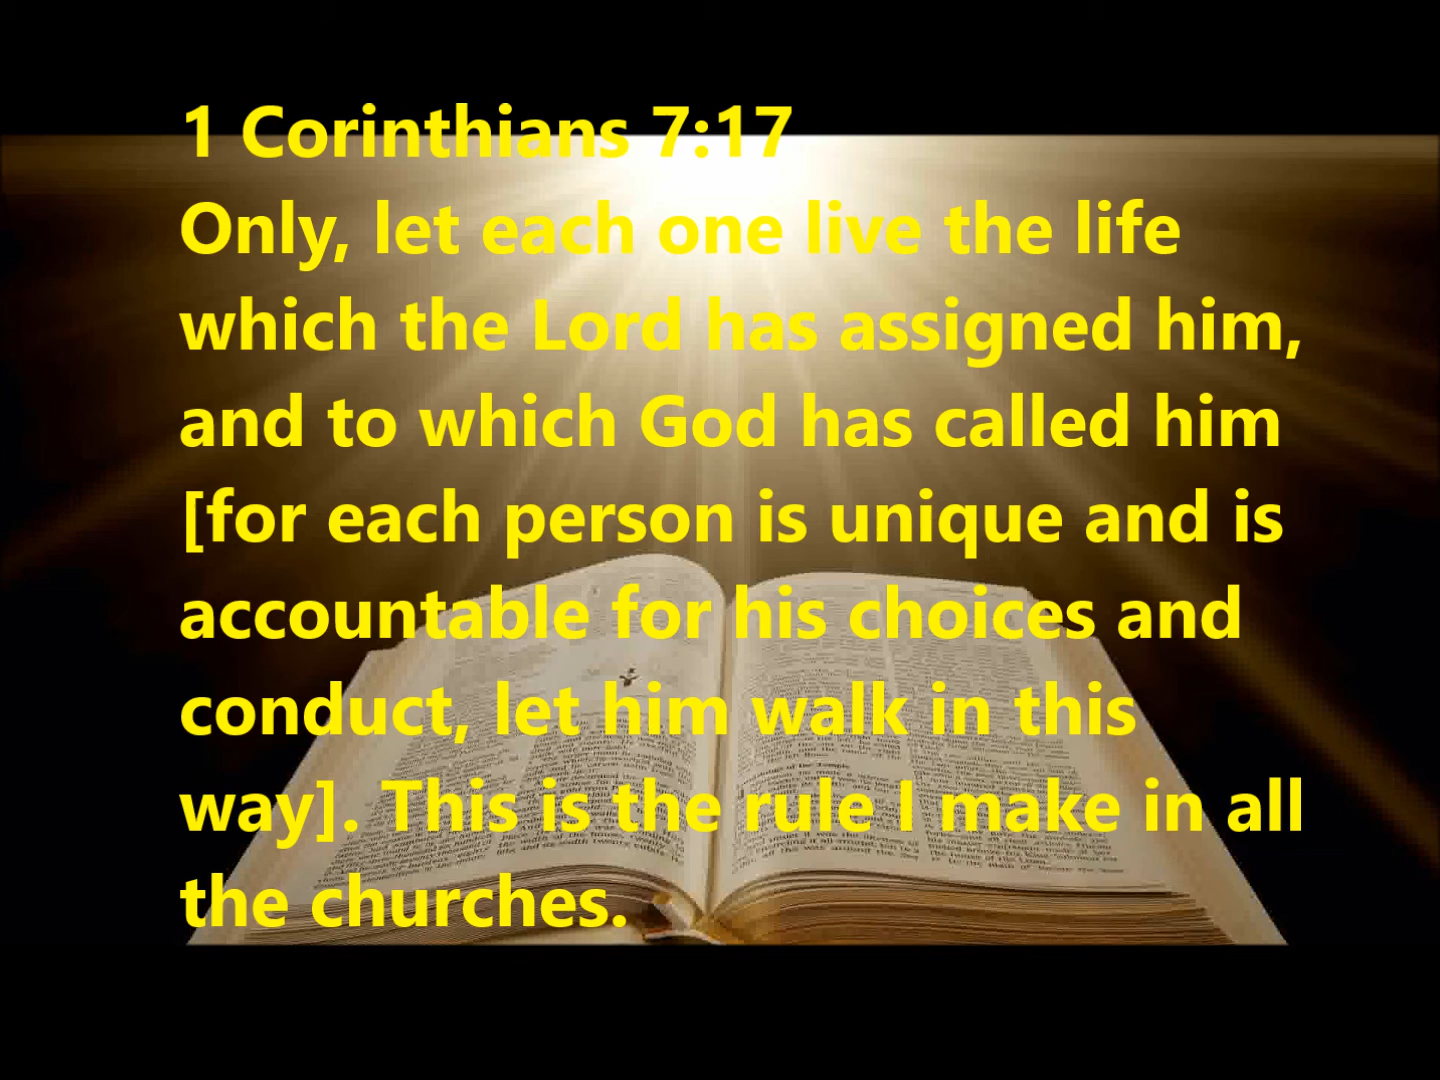 1 Corinthians 7:17
Only, let each one live the life
which the Lord has assigned him,
and to which God has called him
[for each person is unique and is
accountable for his choices and
conduct, let him walk in this
way]. This is the rule I make in all
the churches.